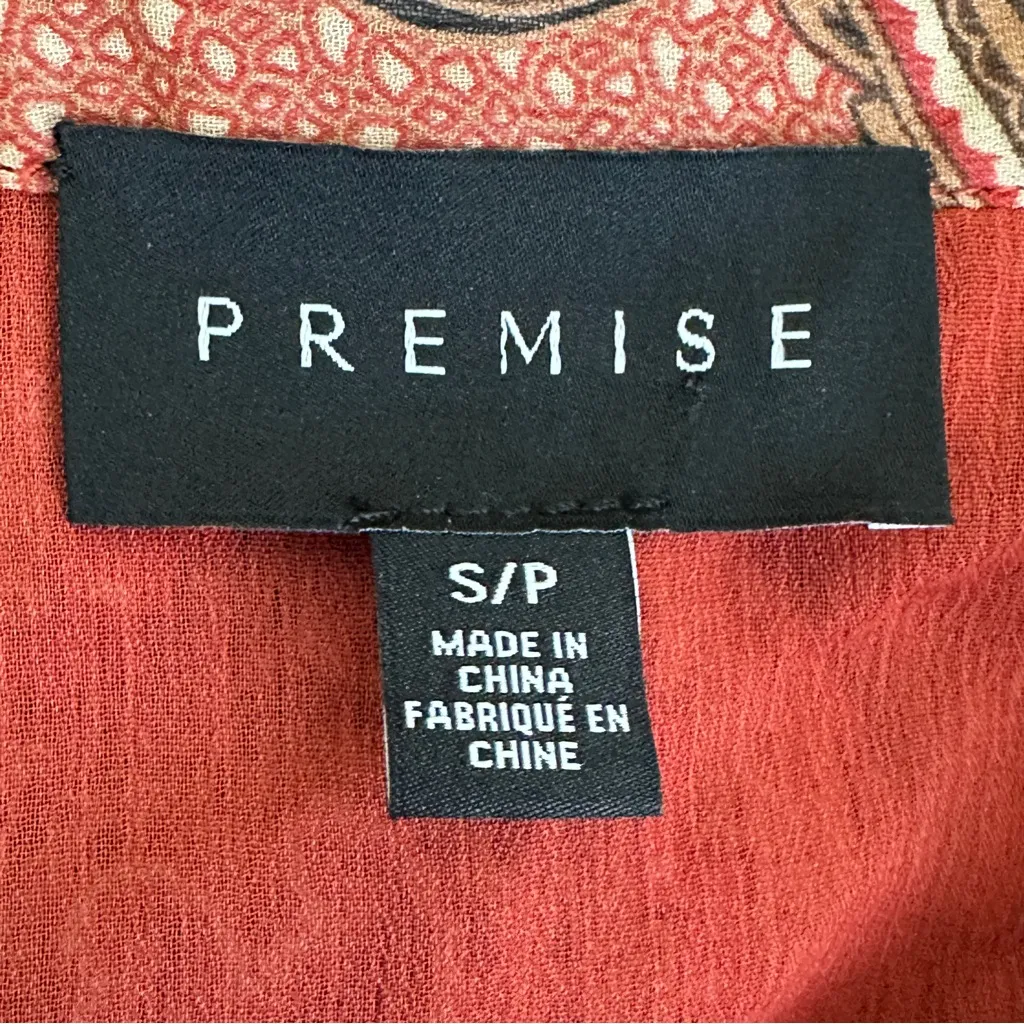 PREMISE
S/P
MADE IN
CHINA
FABRIQUÉ EN
CHINE